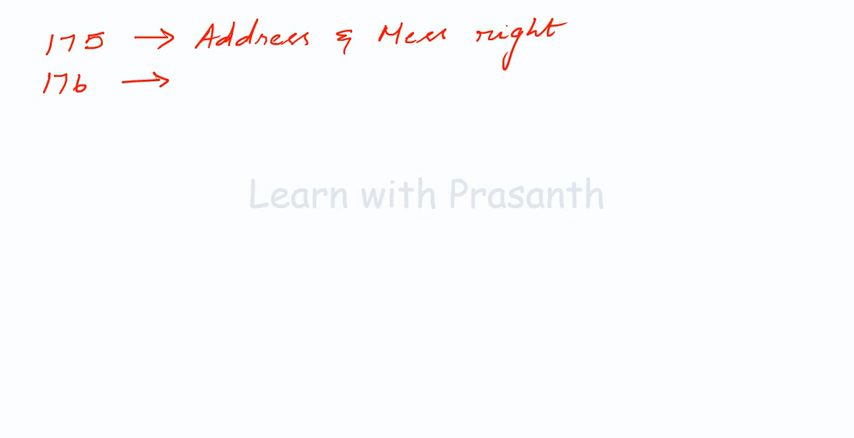 175 → Address & Mess right
176 →
Learn with Prasanth